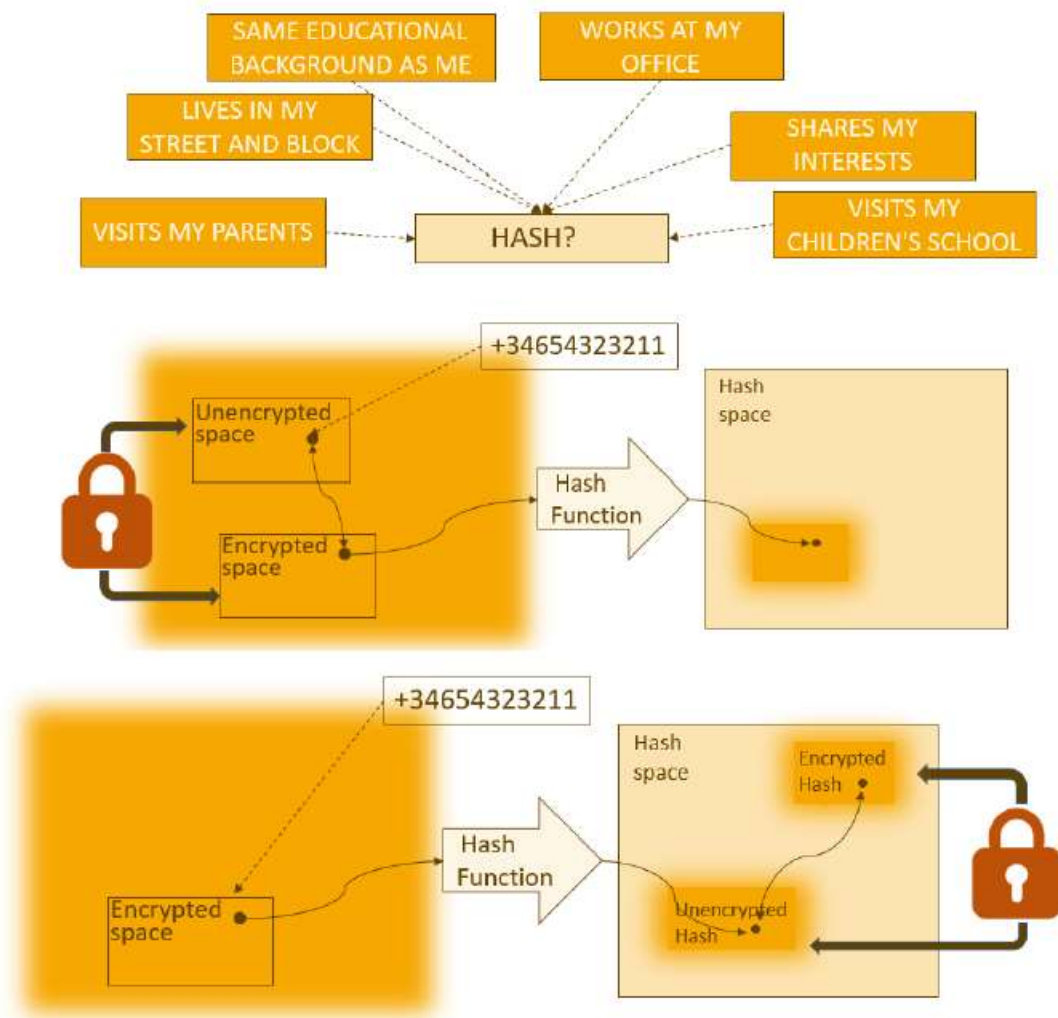 SAME EDUCATIONAL
BACKGROUND AS ME
WORKS AT MY
OFFICE
LIVES IN MY
STREET AND BLOCK
SHARES MY
INTERESTS
VISITS MY PARENTS
HASH?
VISITS MY
CHILDREN'S SCHOOL
+34654323211
Unencrypted
space
Encrypted
space
Hash
Function
Hash
space
+34654323211
Encrypted
space
Hash
Function
Hash
space
Encrypted
Hash
Unencrypted
Hash